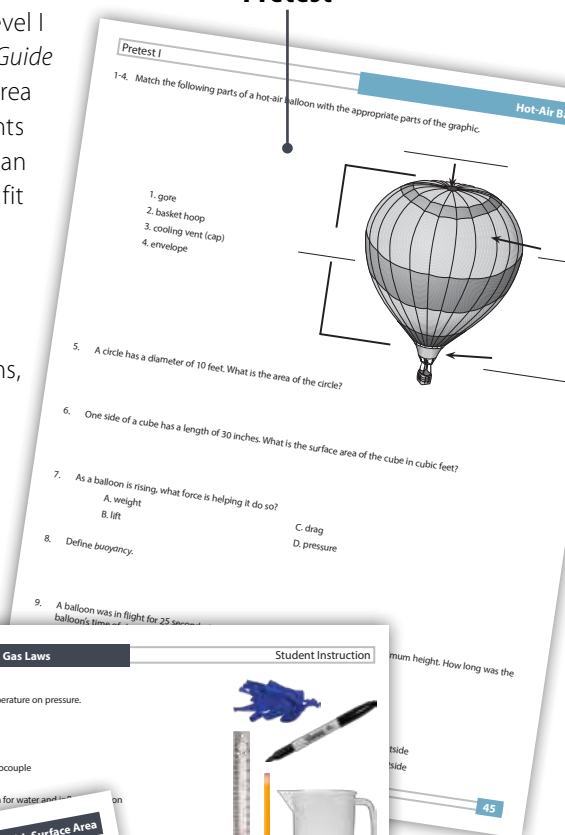 Pretest
evel I
Guide
rea
nts
an
fit
ns,
Pretest I
Hot-Air B
1-4. Match the following parts of a hot-air balloon with the appropriate parts of the graphic.
1. gore
2. basket hoop
3. cooling vent (cap)
4. envelope
5. A circle has a diameter of 10 feet. What is the area of the circle?
6. One side of a cube has a length of 30 inches. What is the surface area of the cube in cubic feet?
7. As a balloon is rising, what force is helping it do so?
A. weight
B. lift
C. drag
D. pressure
8. Define buoyancy.
9. A balloon was in flight for 25 mum height. How long was the
balloon's time of
tside
tside
45
Gas Laws
Student Instruction
perature on pressure.
ocouple
for water and on
Surface Area